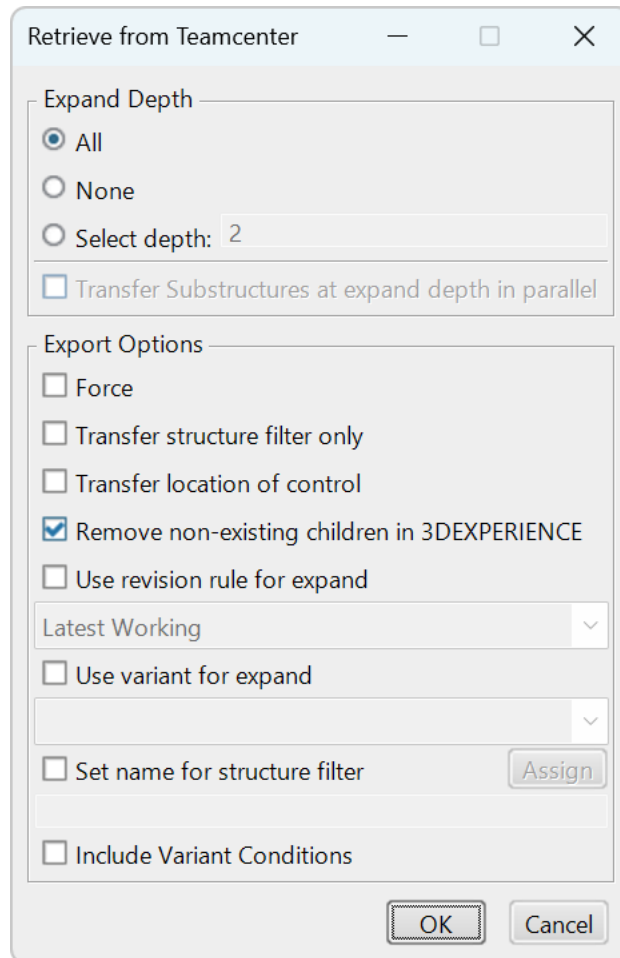 Retrieve from Teamcenter
Expand Depth
All
None
Select depth: 2
Transfer Substructures at expand depth in parallel
Export Options
Force
Transfer structure filter only
Transfer location of control
Remove non-existing children in 3DEXPERIENCE
Use revision rule for expand
Latest Working
Use variant for expand
Set name for structure filter Assign
Include Variant Conditions
OK Cancel